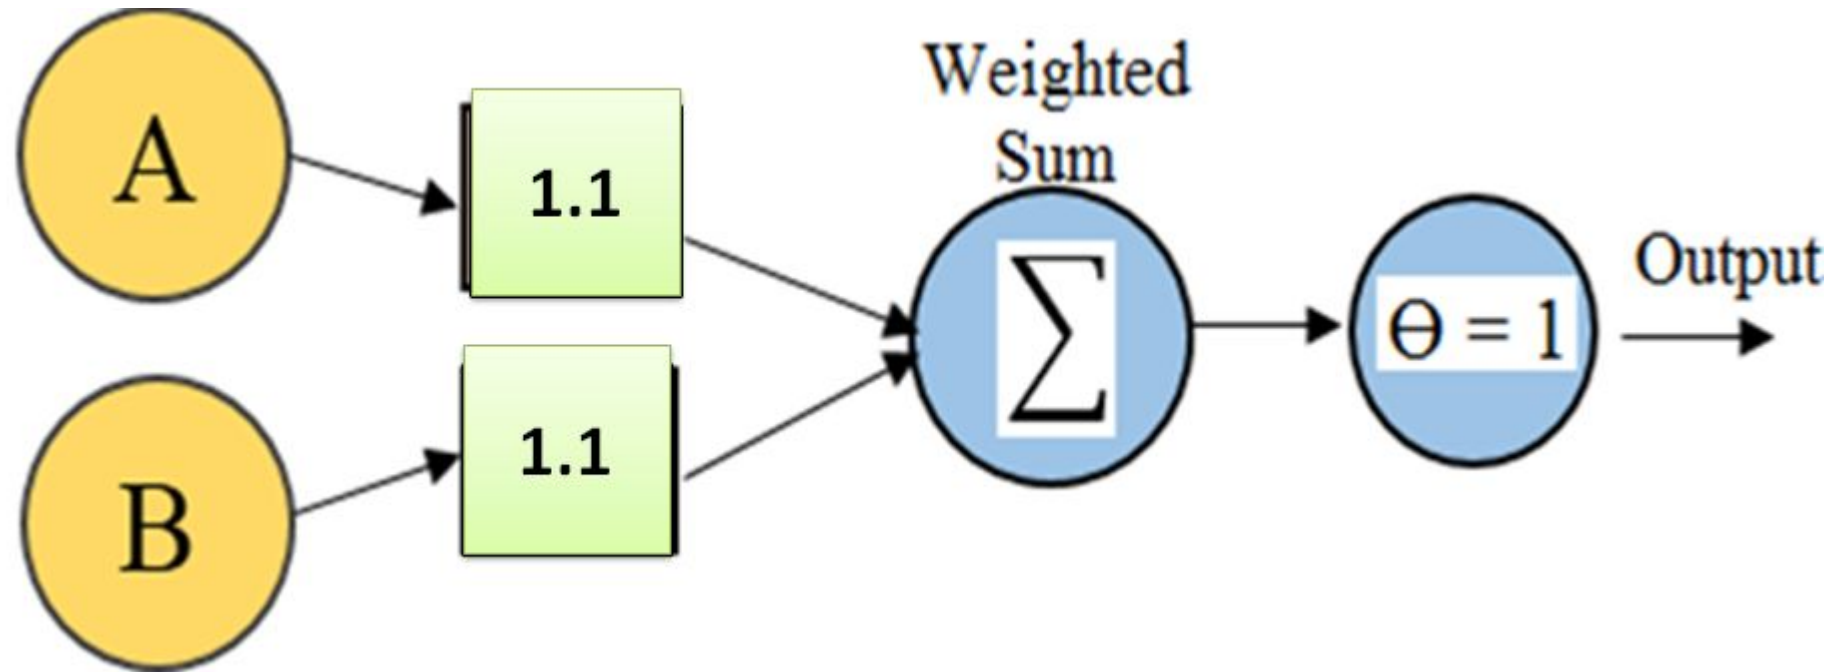 A
1.1
Weighted
Sum
∑
Output
ϴ = 1
B
1.1